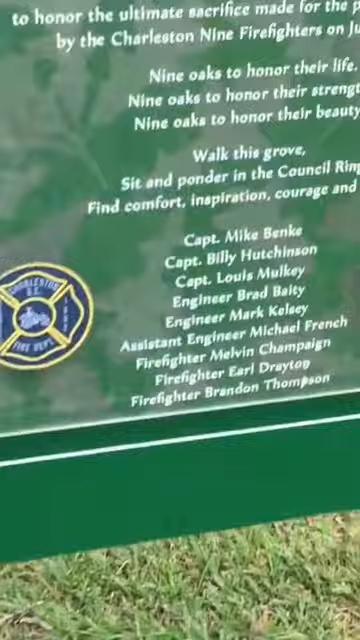 to honor the ultimate sacrifice made for the
by the Charleston Nine Firefighters on
Nine oaks to honor their life.
Nine oaks to honor their strengt
Nine oaks to honor their beauty
Walk this grove,
Sit and ponder in the Council Ring
Find comfort, inspiration, courage and
Capt. Mike Benke
Capt. Billy Hutchinson
Capt. Louis Mulkey
Engineer Brad Baity
Engineer Mark Kelsey
Assistant Engineer Michael French
Firefighter Melvin Champaign
Firefighter Earl Drayton
Firefighter Brandon Thompson
CHARLESTON
S.C.
FIRE DEPT.